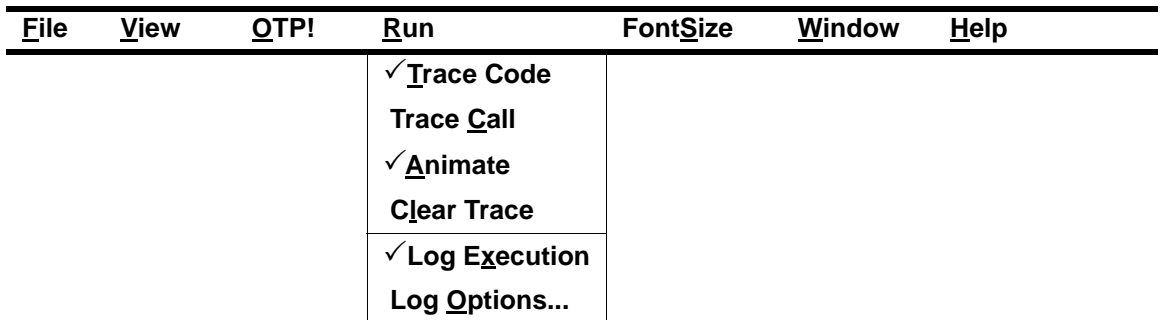 File View OTP! Run FontSize Window Help
✓Trace Code
Trace Call
✓Animate
Clear Trace
✓Log Execution
Log Options...